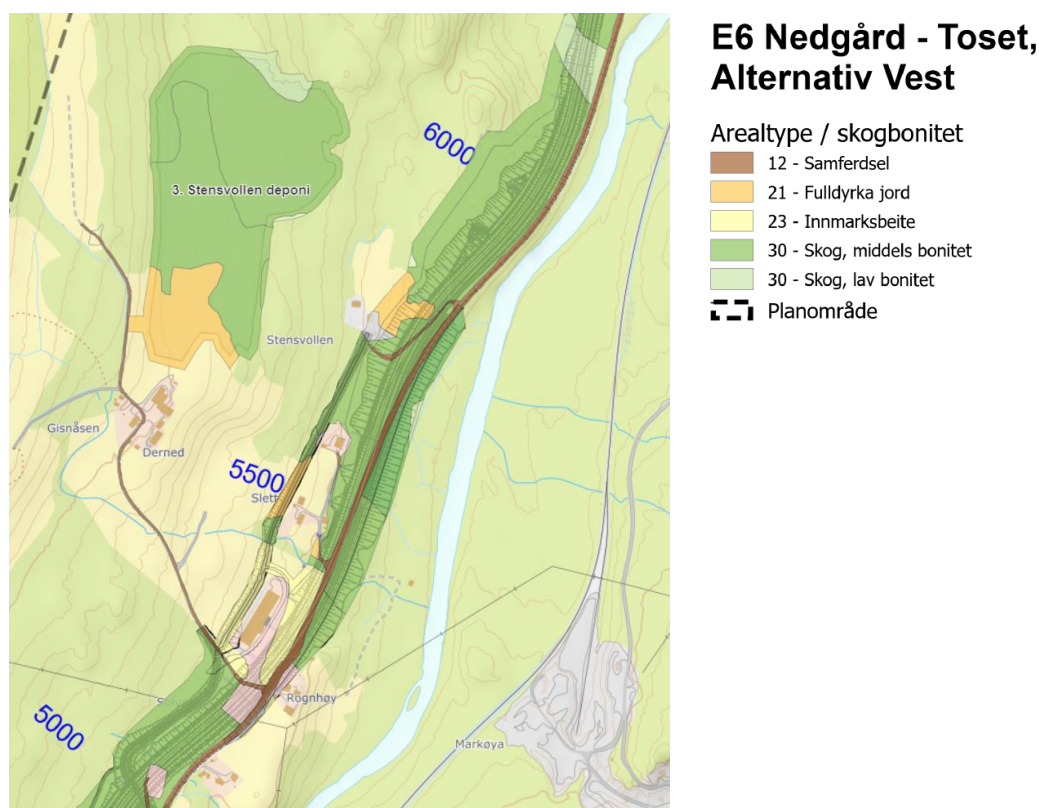 E6 Nedgård - Toset,
Alternativ Vest
Arealtype / skogbonitet
12 - Samferdsel
21 - Fulldyrka jord
23 - Innmarksbeite
30 - Skog, middels bonitet
30 - Skog, lav bonitet
Planområde
6000
3. Stensvollen deponi
Stensvollen
Gisnåsen
Derned
5500
Slett
Rognhøy
5000
Markøya